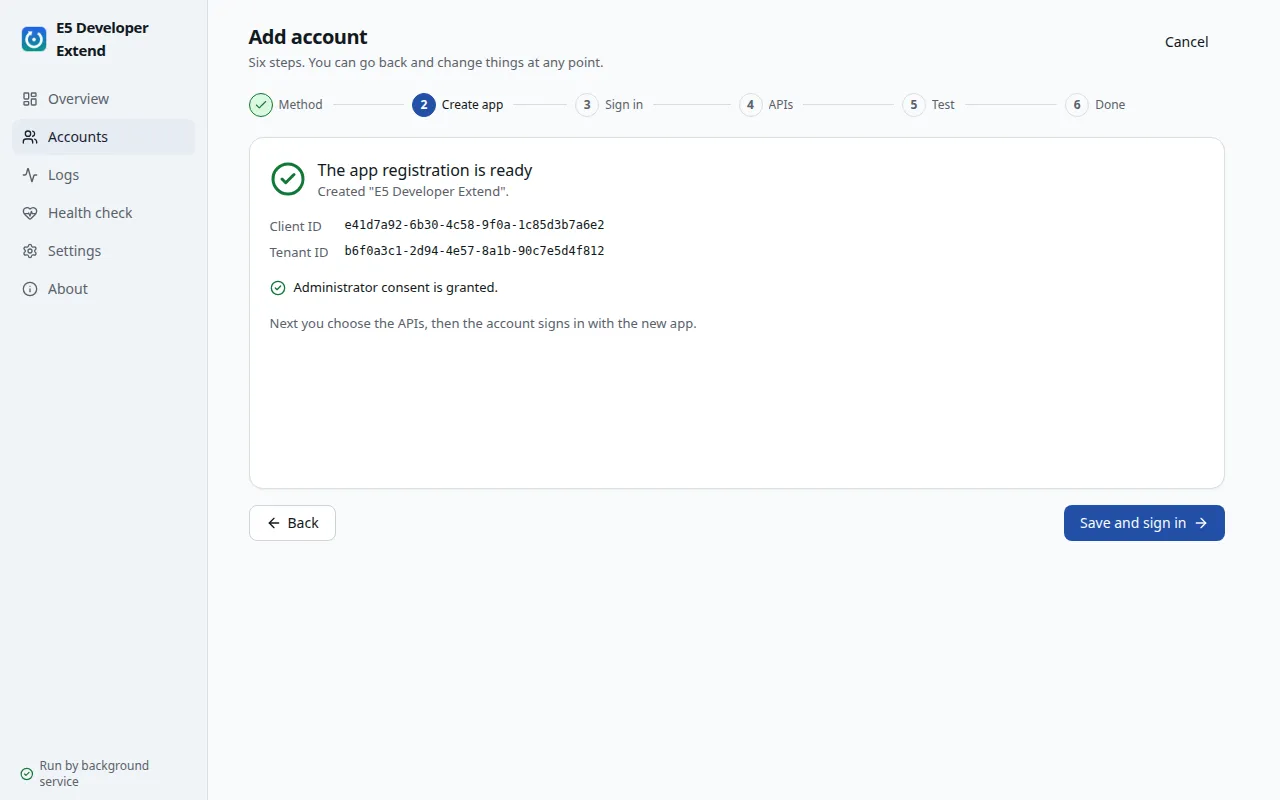 E5 Developer
Extend
Overview
Accounts
Logs
Health check
Settings
About
Run by background
service
Add account
Six steps. You can go back and change things at any point.
Cancel
Method
2 Create app
3 Sign in
4 APIs
5 Test
6 Done
The app registration is ready
Created "E5 Developer Extend".
Client ID e41d7a92-6b30-4c58-9f0a-1c85d3b7a6e2
Tenant ID b6f0a3c1-2d94-4e57-8a1b-90c7e5d4f812
Administrator consent is granted.
Next you choose the APIs, then the account signs in with the new app.
Back
Save and sign in